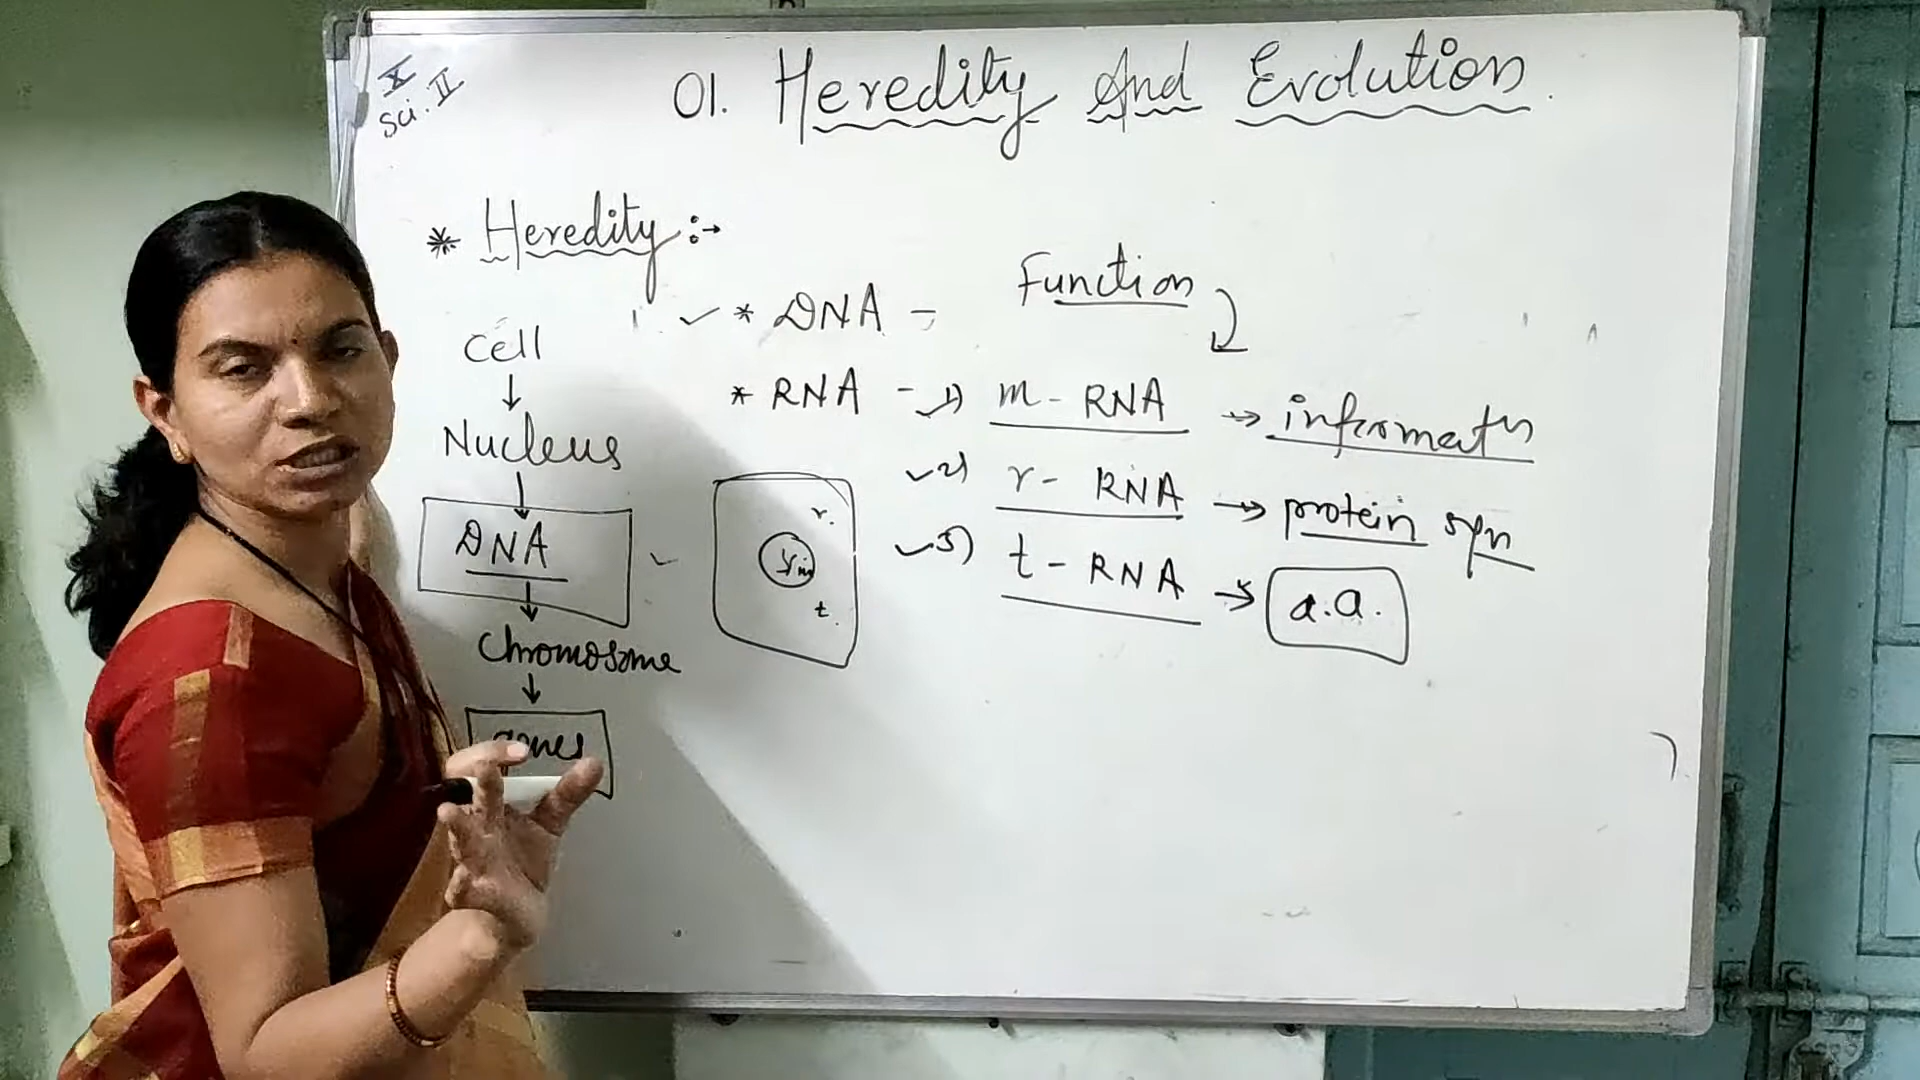 X
Sci. II
01. Heredity And Evolution.
* Heredity :→
Cell
↓
Nucleus
↓
DNA
↓
Chromosome
↓
genes
✓ * DNA -
Function
* RNA - 1) m - RNA → informatn
2) r - RNA → protein syn
3) t - RNA → a.a.
r.
m
t.